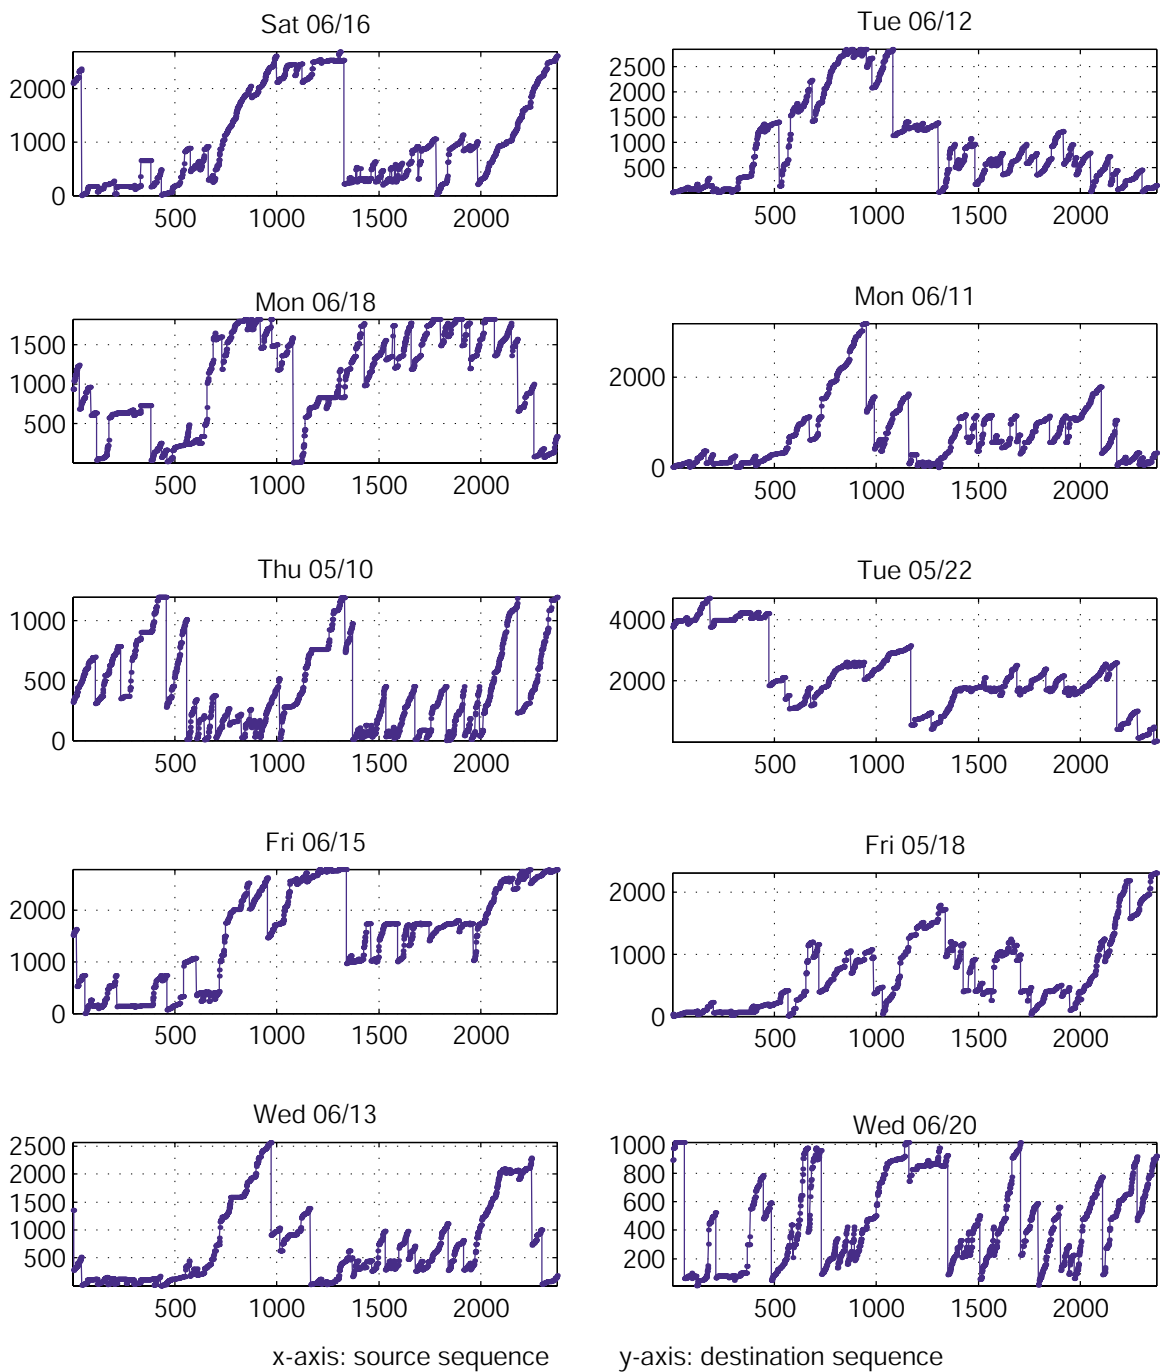 Sat 06/16
2000
1000
0
500 1000 1500 2000
Tue 06/12
2500
2000
1500
1000
500
500 1000 1500 2000
Mon 06/18
1500
1000
500
500 1000 1500 2000
Mon 06/11
2000
0
500 1000 1500 2000
Thu 05/10
1000
500
0
500 1000 1500 2000
Tue 05/22
4000
2000
500 1000 1500 2000
Fri 06/15
2000
1000
0
500 1000 1500 2000
Fri 05/18
2000
1000
0
500 1000 1500 2000
Wed 06/13
2500
2000
1500
1000
500
500 1000 1500 2000
Wed 06/20
1000
800
600
400
200
500 1000 1500 2000
x-axis: source sequence y-axis: destination sequence